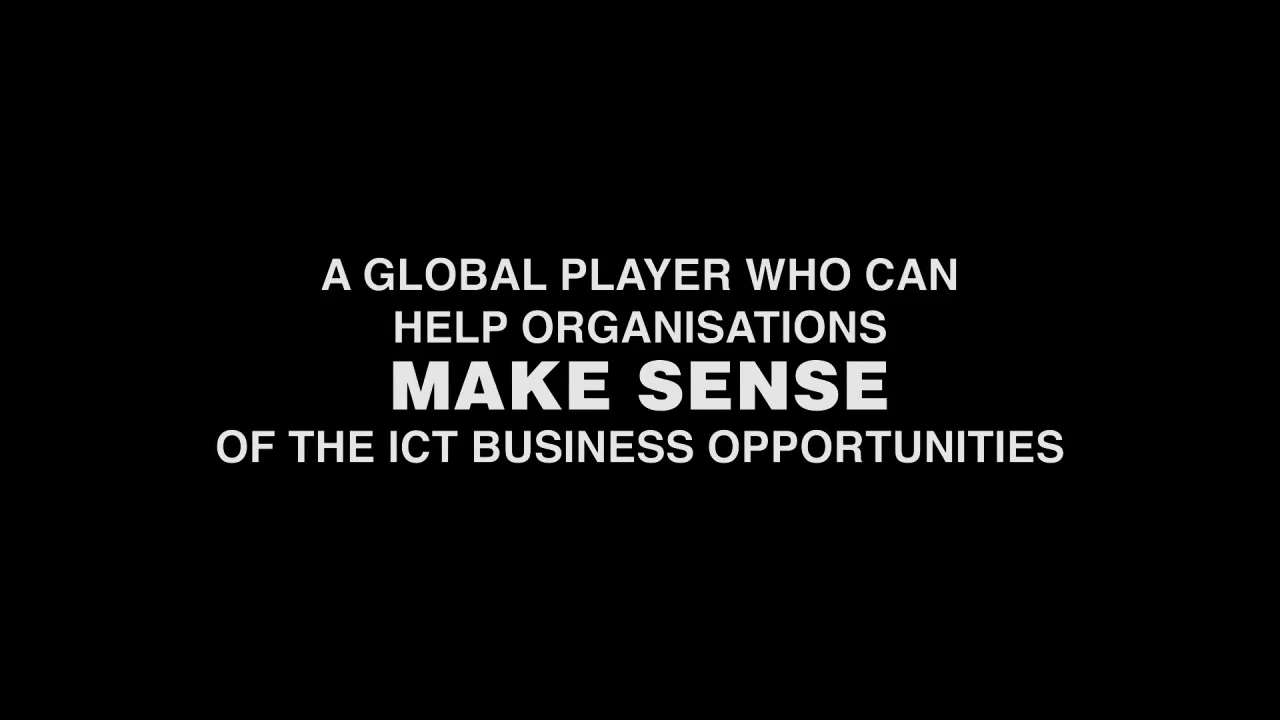 A GLOBAL PLAYER WHO CAN
HELP ORGANISATIONS
MAKE SENSE
OF THE ICT BUSINESS OPPORTUNITIES